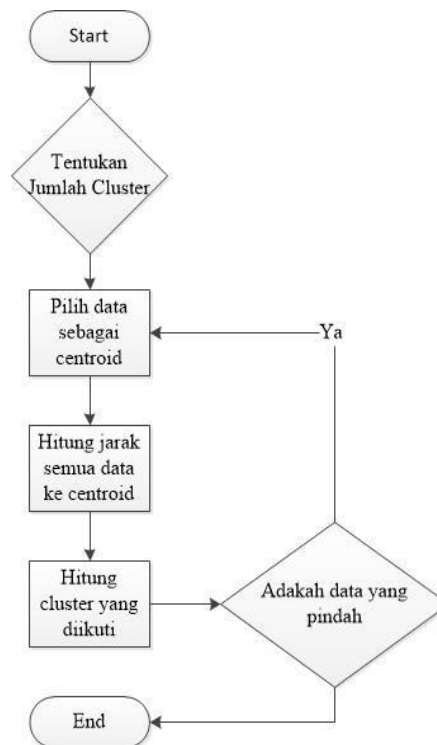 Start
Tentukan
Jumlah Cluster
Pilih data
sebagai
centroid
Ya
Hitung jarak
semua data
ke centroid
Hitung
cluster yang
diikuti
Adakah data yang
pindah
End